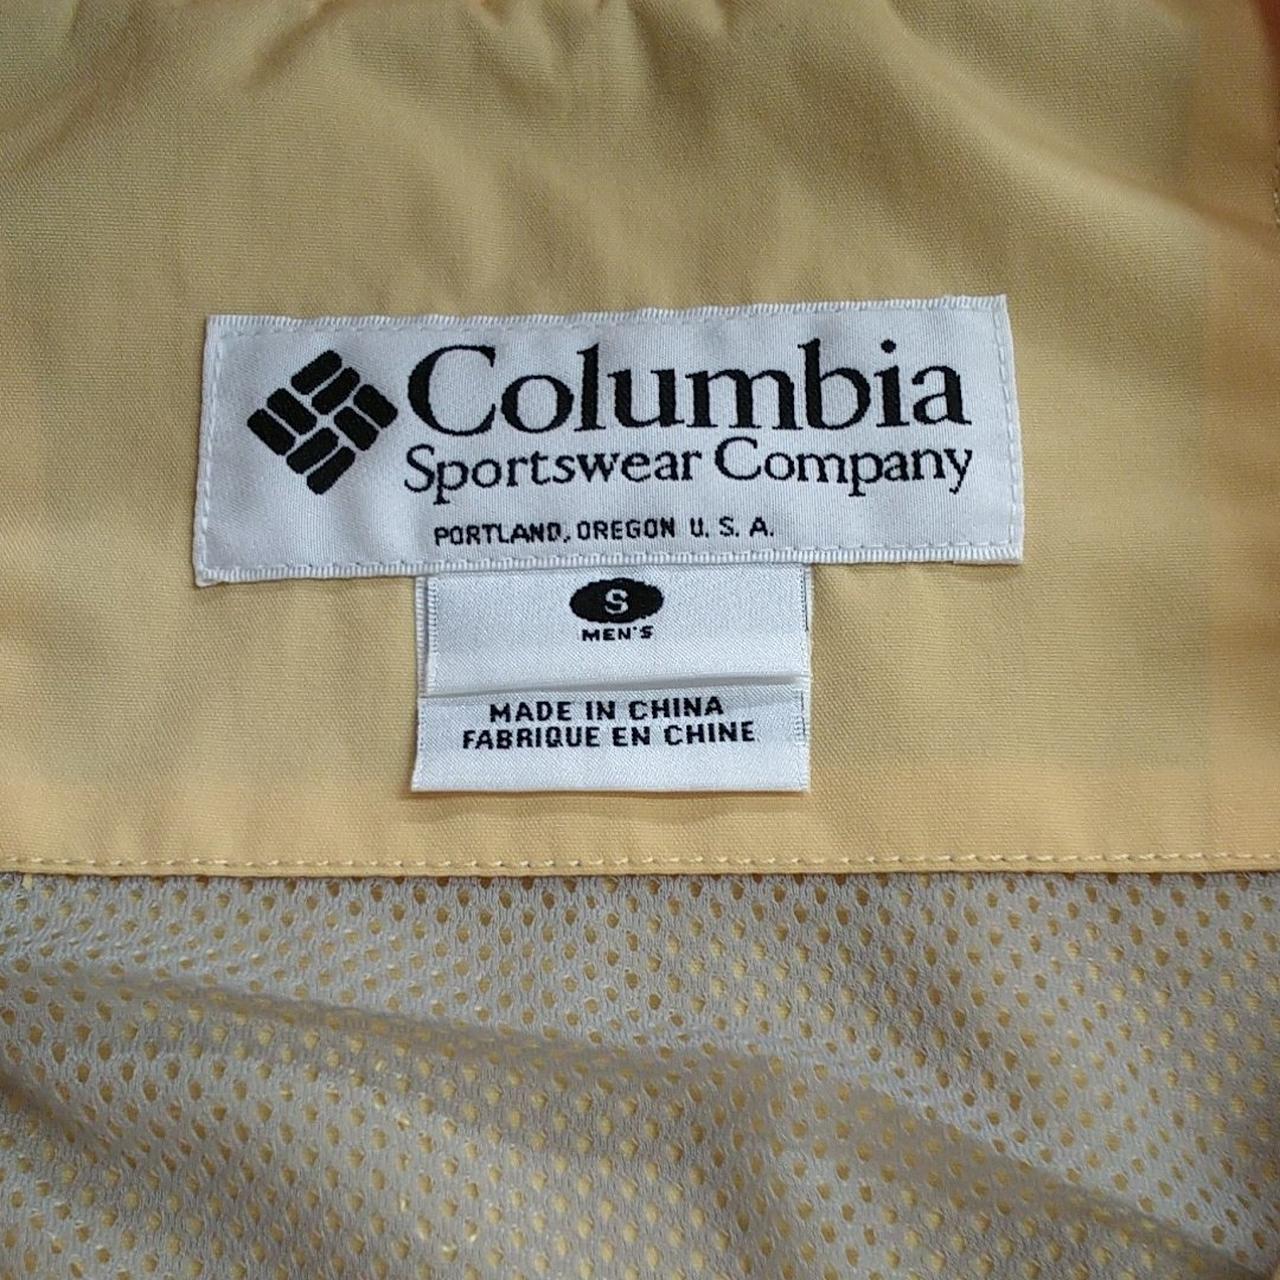 Columbia
Sportswear Company
PORTLAND, OREGON U. S. A.
S
MEN'S
MADE IN CHINA
FABRIQUE EN CHINE